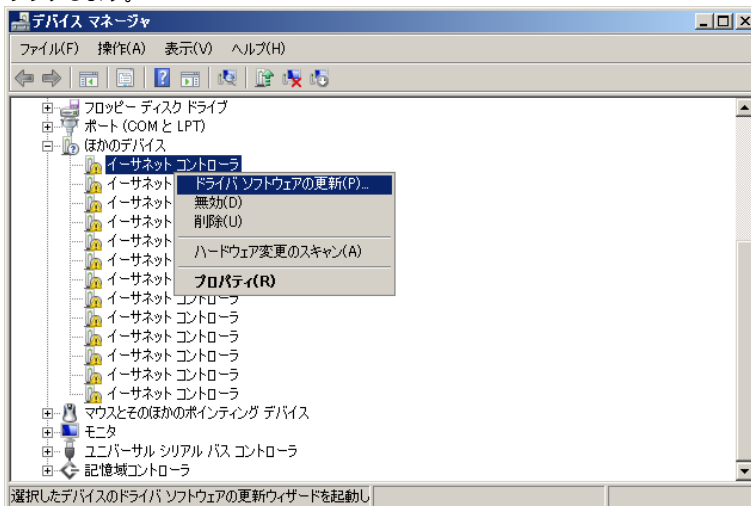 します。
デバイス マネージャ
ファイル(F) 操作(A) 表示(V) ヘルプ(H)
フロッピー ディスク ドライブ
ポート (COM と LPT)
ほかのデバイス
イーサネット コントローラ
イーサネット
イーサネット
イーサネット
イーサネット
イーサネット
イーサネット
イーサネット コントローラ
イーサネット コントローラ
イーサネット コントローラ
イーサネット コントローラ
イーサネット コントローラ
イーサネット コントローラ
マウスとそのほかのポインティング デバイス
モニタ
ユニバーサル シリアル バス コントローラ
記憶域コントローラ
ドライバ ソフトウェアの更新(P)...
無効(D)
削除(U)
ハードウェア変更のスキャン(A)
プロパティ(R)
選択したデバイスのドライバ ソフトウェアの更新ウィザードを起動し